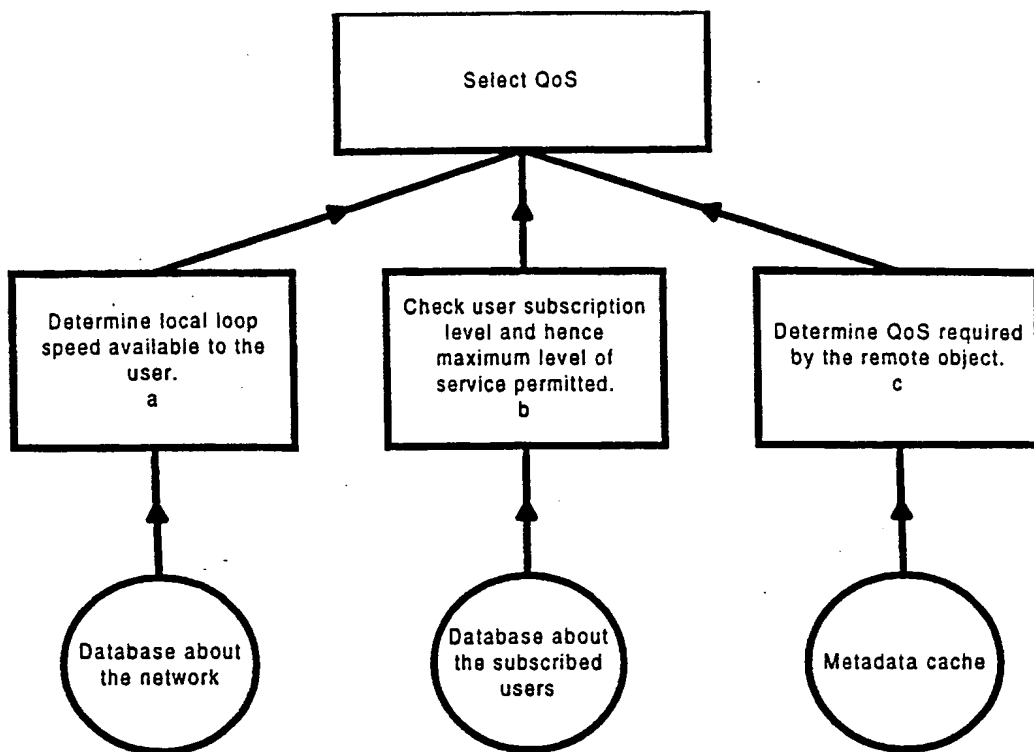 Select QoS
Determine local loop
speed available to the
user.
a
Check user subscription
level and hence
maximum level of
service permitted.
b
Determine QoS required
by the remote object.
c
Database about
the network
Database about
the subscribed
users
Metadata cache